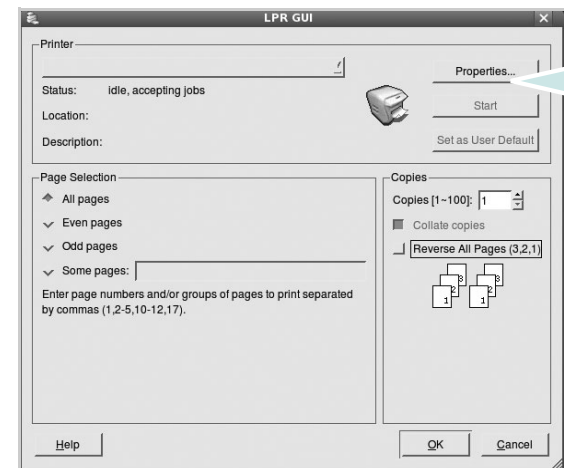 LPR GUI
Printer
Properties...
Status: idle, accepting jobs
Start
Location:
Description:
Set as User Default
Page Selection
All pages
Even pages
Odd pages
Some pages:
Enter page numbers and/or groups of pages to print separated
by commas (1,2-5,10-12,17).
Copies
Copies [1~100]: 1
Collate copies
Reverse All Pages (3,2,1)
3 3
2 2
1 1
Help
OK
Cancel